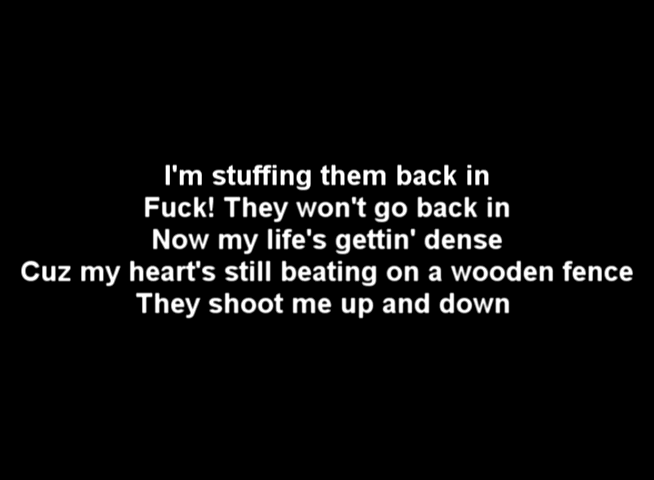 I'm stuffing them back in
Fuck! They won't go back in
Now my life's gettin' dense
Cuz my heart's still beating on a wooden fence
They shoot me up and down